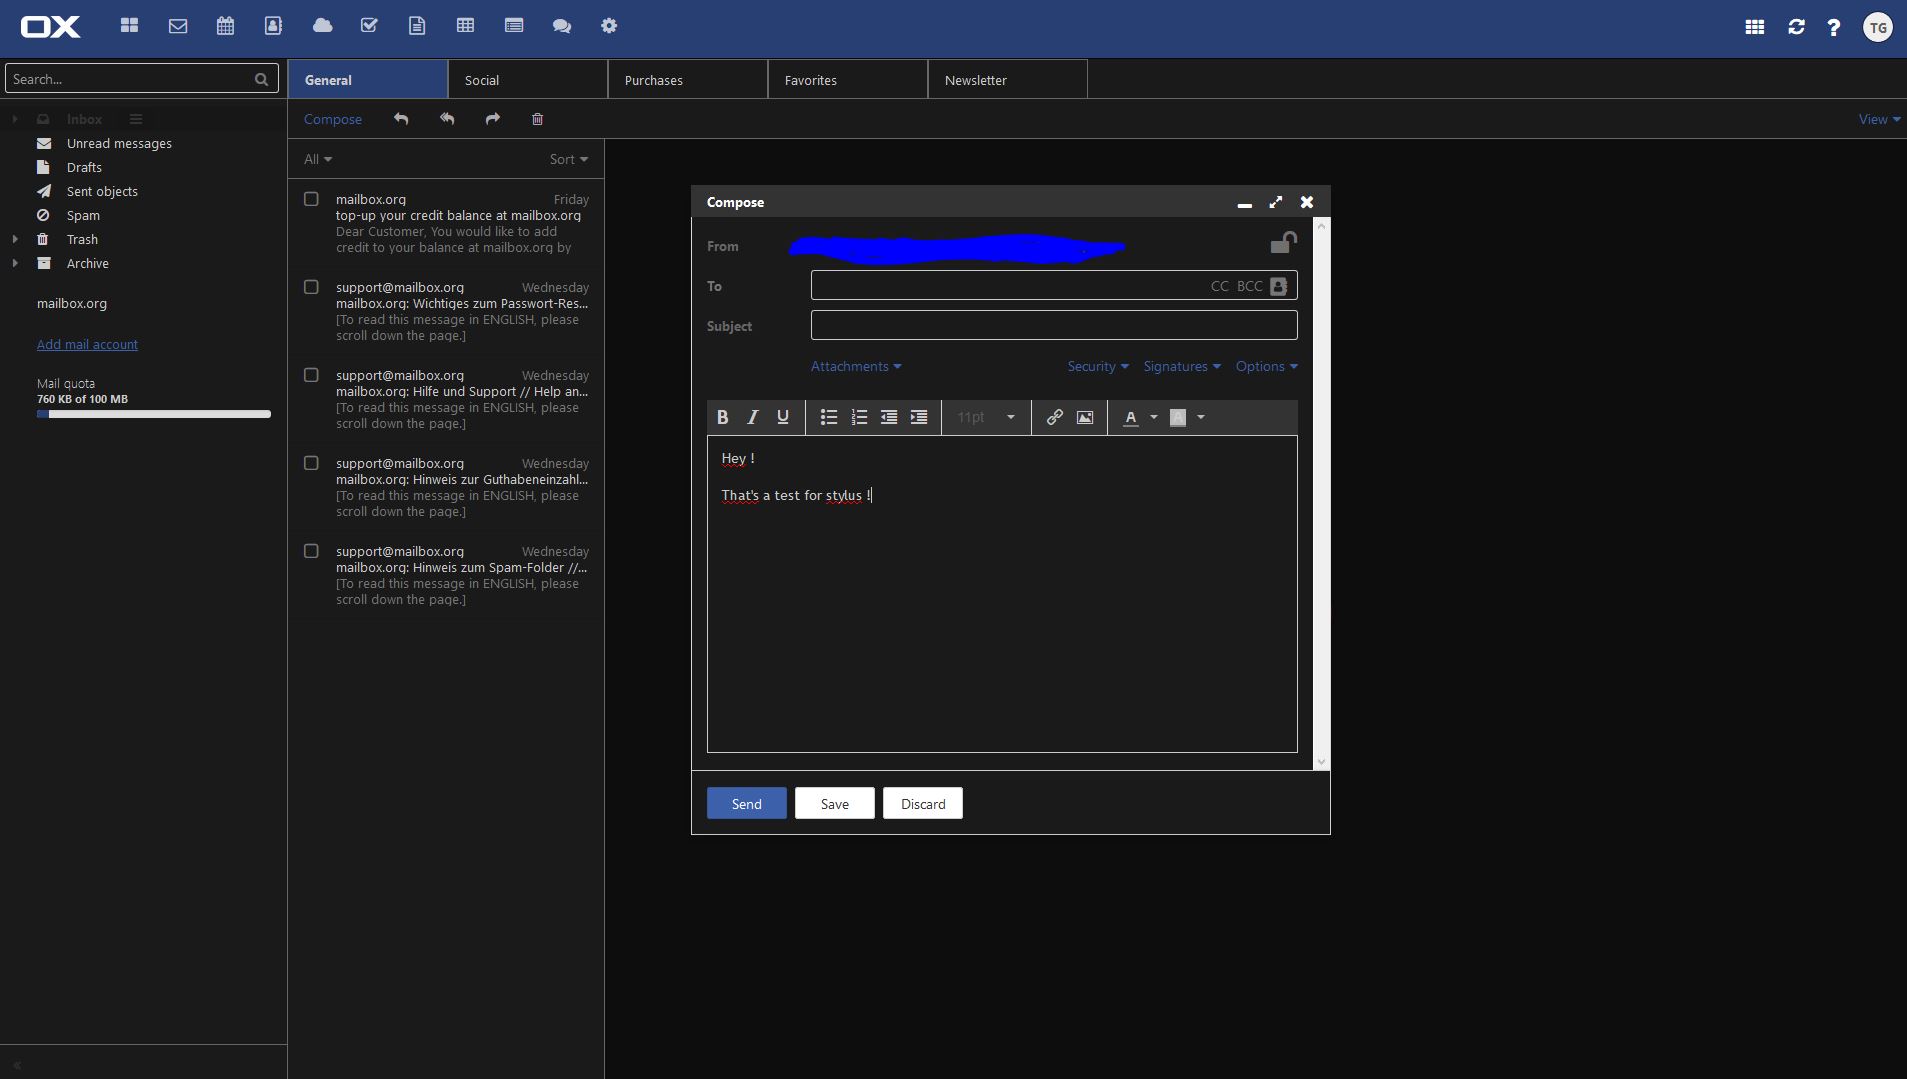 OX
TG
Search...
General
Social
Purchases
Favorites
Newsletter
Inbox
Unread messages
Drafts
Sent objects
Spam
Trash
Archive
mailbox.org
Add mail account
Mail quota
760 KB of 100 MB
Compose
View
All
Sort
mailbox.org Friday
top-up your credit balance at mailbox.org
Dear Customer, You would like to add
credit to your balance at mailbox.org by
support@mailbox.org Wednesday
mailbox.org: Wichtiges zum Passwort-Res...
[To read this message in ENGLISH, please
scroll down the page.]
support@mailbox.org Wednesday
mailbox.org: Hilfe und Support // Help an...
[To read this message in ENGLISH, please
scroll down the page.]
support@mailbox.org Wednesday
mailbox.org: Hinweis zur Guthabeneinzahl...
[To read this message in ENGLISH, please
scroll down the page.]
support@mailbox.org Wednesday
mailbox.org: Hinweis zum Spam-Folder //...
[To read this message in ENGLISH, please
scroll down the page.]
Compose
From
To CC BCC
Subject
Attachments Security Signatures Options
B I U 11pt A A
Hey !
That's a test for stylus !
Send Save Discard